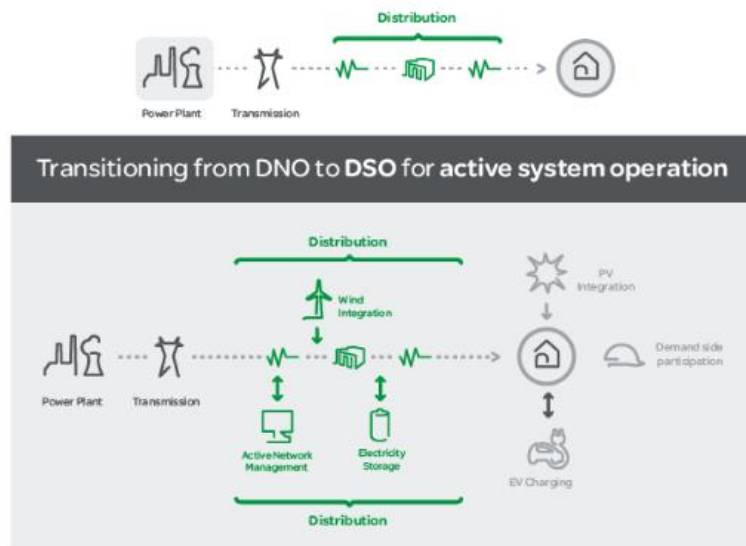 Distribution
Power Plant
Transmission
Transitioning from DNO to DSO for active system operation
Distribution
Wind
Integration
PV
Integration
Demand side
participation
Power Plant
Transmission
Active Network
Management
Electricity
Storage
EV Charging
Distribution